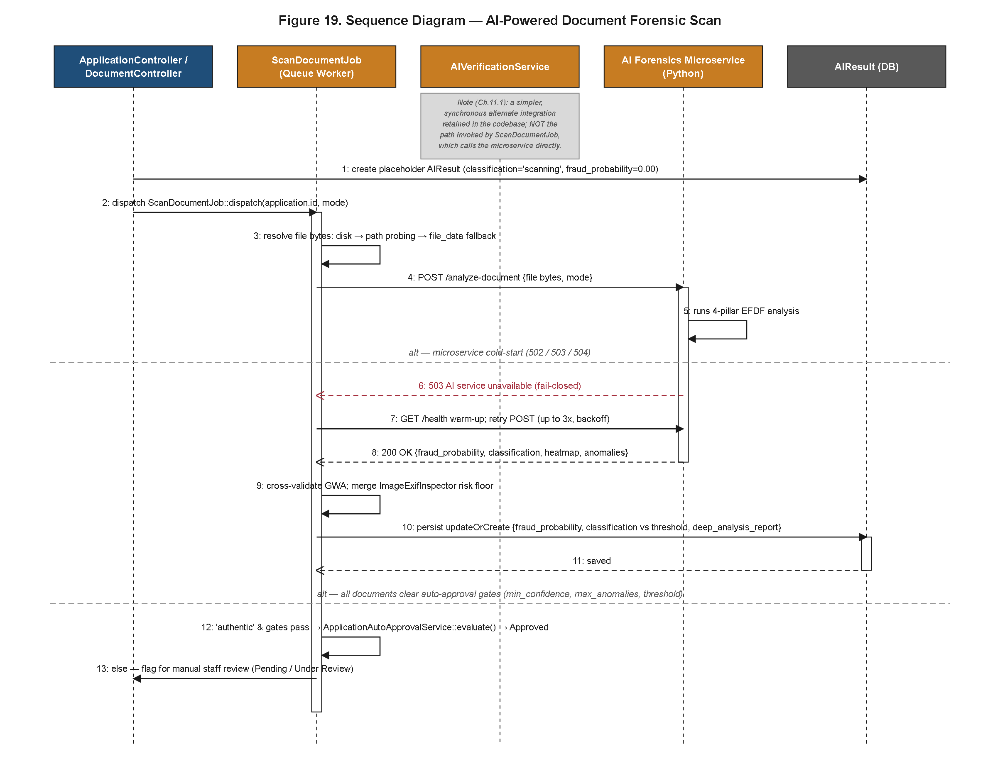 Figure 19. Sequence Diagram — AI-Powered Document Forensic Scan
ApplicationController /
DocumentController
ScanDocumentJob
(Queue Worker)
AIVerificationService
AI Forensics Microservice
(Python)
AIResult (DB)
Note (Ch.11.1): a simpler,
synchronous alternate integration
retained in the codebase; NOT the
path invoked by ScanDocumentJob,
which calls the microservice directly.
1: create placeholder AIResult (classification='scanning', fraud_probability=0.00)
2: dispatch ScanDocumentJob::dispatch(application.id, mode)
3: resolve file bytes: disk → path probing → file_data fallback
4: POST /analyze-document {file bytes, mode}
5: runs 4-pillar EFDF analysis
alt — microservice cold-start (502 / 503 / 504)
6: 503 AI service unavailable (fail-closed)
7: GET /health warm-up; retry POST (up to 3x, backoff)
8: 200 OK {fraud_probability, classification, heatmap, anomalies}
9: cross-validate GWA; merge ImageExifInspector risk floor
10: persist updateOrCreate {fraud_probability, classification vs threshold, deep_analysis_report}
11: saved
alt — all documents clear auto-approval gates (min_confidence, max_anomalies, threshold)
12: 'authentic' & gates pass → ApplicationAutoApprovalService::evaluate() → Approved
13: else — flag for manual staff review (Pending / Under Review)